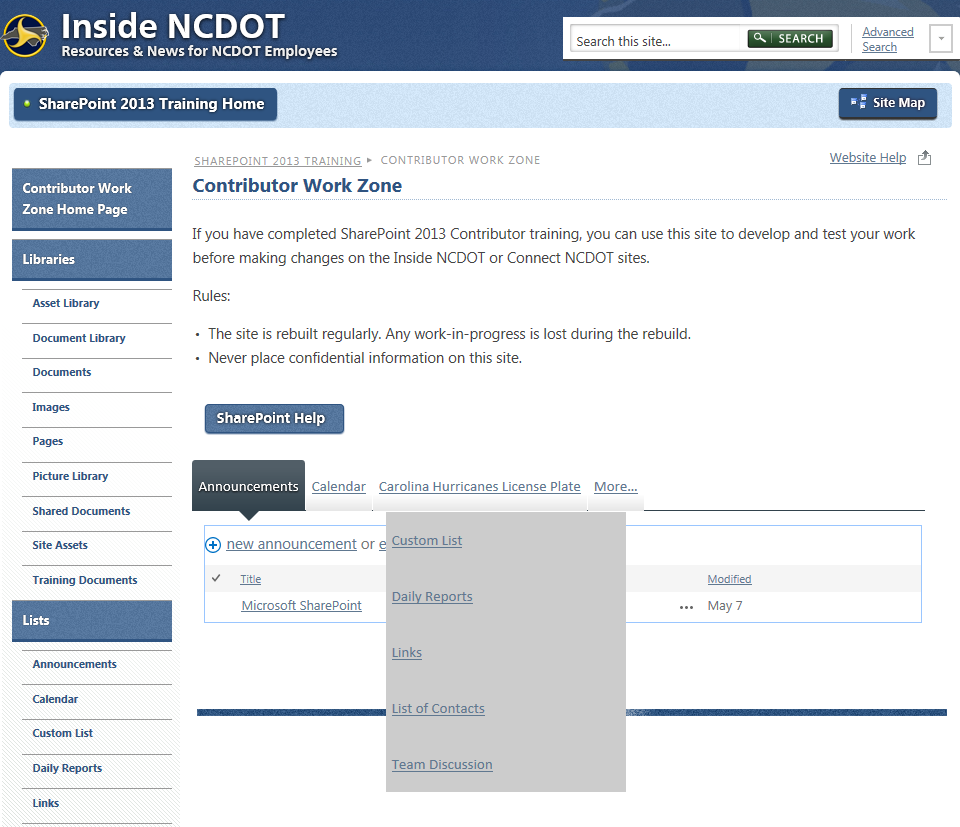 Inside NCDOT
Resources & News for NCDOT Employees
Search this site...
SEARCH
Advanced
Search
SharePoint 2013 Training Home
Site Map
SHAREPOINT 2013 TRAINING ▸ CONTRIBUTOR WORK ZONE
Website Help
Contributor Work Zone
Contributor Work
Zone Home Page
Libraries
Asset Library
Document Library
Documents
Images
Pages
Picture Library
Shared Documents
Site Assets
Training Documents
Lists
Announcements
Calendar
Custom List
Daily Reports
Links
If you have completed SharePoint 2013 Contributor training, you can use this site to develop and test your work
before making changes on the Inside NCDOT or Connect NCDOT sites.
Rules:
• The site is rebuilt regularly. Any work-in-progress is lost during the rebuild.
• Never place confidential information on this site.
SharePoint Help
Announcements Calendar Carolina Hurricanes License Plate More...
new announcement or e
Title Modified
Microsoft SharePoint ... May 7
Custom List
Daily Reports
Links
List of Contacts
Team Discussion